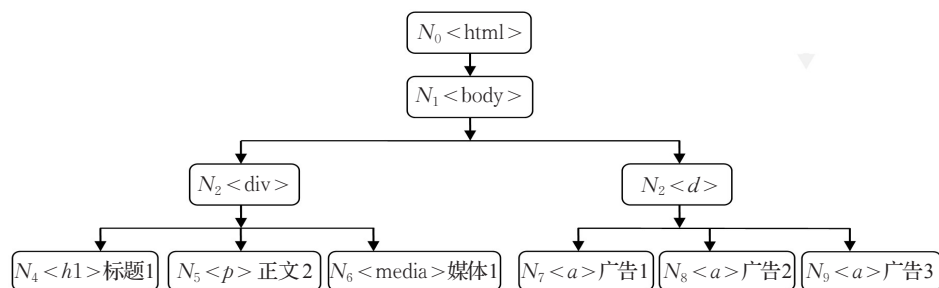 N₀<html>
N₁<body>
N₂<div>
N₂<d>
N₄<h1>标题1
N₅<p>正文2
N₆<media>媒体1
N₇<a>广告1
N₈<a>广告2
N₉<a>广告3